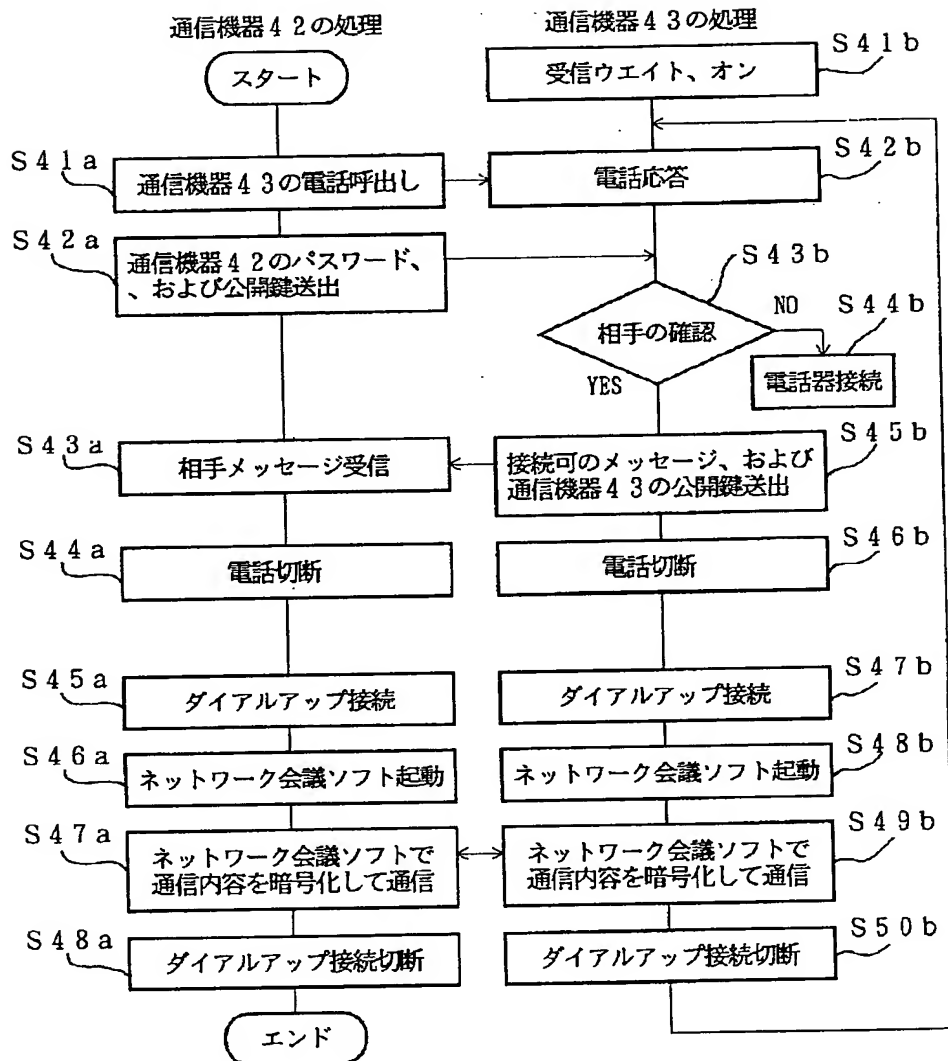 通信機器４２の処理
通信機器４３の処理
スタート
受信ウエイト、オン
Ｓ４１ｂ
Ｓ４１ａ
通信機器４３の電話呼出し
電話応答
Ｓ４２ｂ
Ｓ４２ａ
通信機器４２のパスワード、
、および公開鍵送出
Ｓ４３ｂ
相手の確認
NO
YES
Ｓ４４ｂ
電話器接続
Ｓ４３ａ
相手メッセージ受信
接続可のメッセージ、および
通信機器４３の公開鍵送出
Ｓ４５ｂ
Ｓ４４ａ
電話切断
電話切断
Ｓ４６ｂ
Ｓ４５ａ
ダイアルアップ接続
ダイアルアップ接続
Ｓ４７ｂ
Ｓ４６ａ
ネットワーク会議ソフト起動
ネットワーク会議ソフト起動
Ｓ４８ｂ
Ｓ４７ａ
ネットワーク会議ソフトで
通信内容を暗号化して通信
ネットワーク会議ソフトで
通信内容を暗号化して通信
Ｓ４９ｂ
Ｓ４８ａ
ダイアルアップ接続切断
ダイアルアップ接続切断
Ｓ５０ｂ
エンド